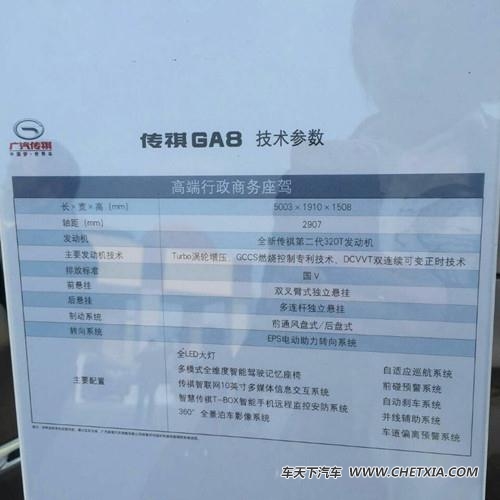 广汽传祺
传祺GA8 技术参数
高端行政商务座驾
长×宽×高 (mm) 5003×1910×1508
轴距 (mm) 2907
发动机 全新传祺第二代320T发动机
主要发动机技术 Turbo涡轮增压、GCCS燃烧控制专利技术、DCVVT双连续可变正时技术
排放标准 国Ⅴ
前悬挂 双叉臂式独立悬挂
后悬挂 多连杆独立悬挂
制动系统 前通风盘式/后盘式
转向系统 EPS电动助力转向系统
主要配置
全LED大灯
多模式全维度智能驾驶记忆座椅
传祺智联网10英寸多媒体信息交互系统
智慧传祺T-BOX智能手机远程监控安防系统
360° 全景泊车影像系统
自适应巡航系统
前碰预警系统
自动刹车系统
并线辅助系统
车道偏离预警系统
车天下汽车 www.CHETXIA.com